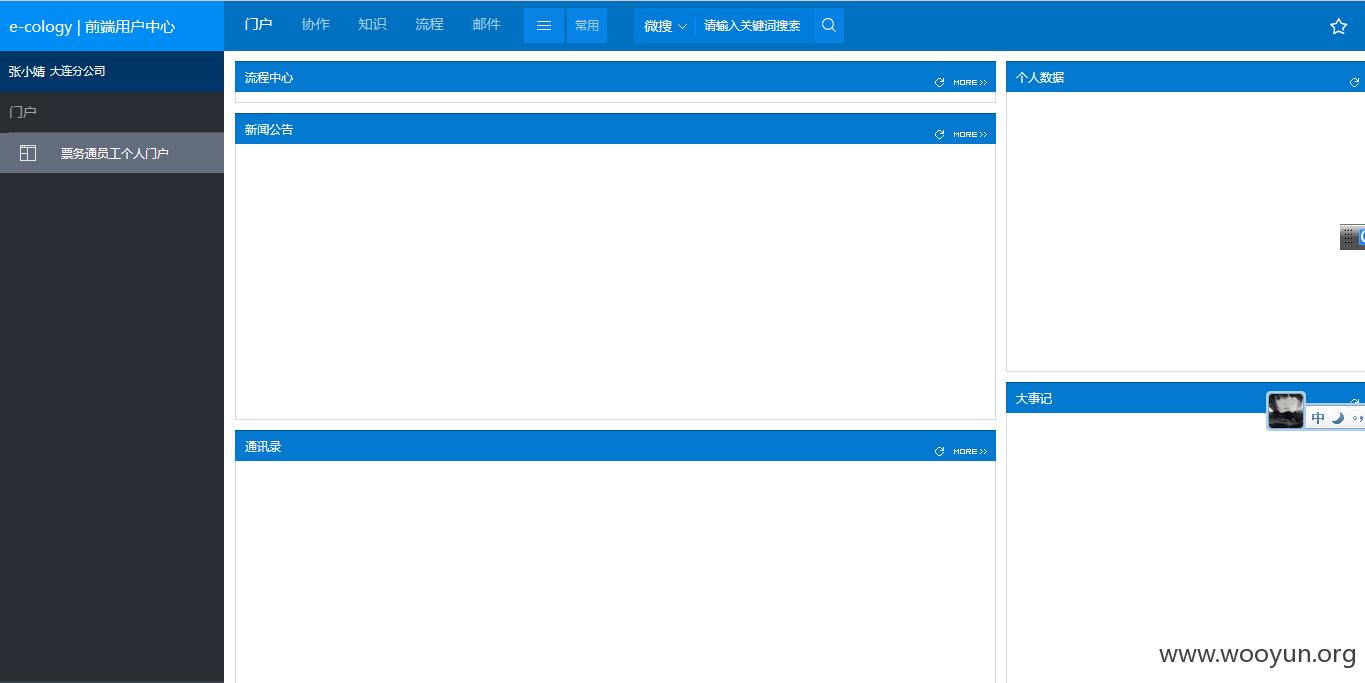 e-cology | 前端用户中心
门户 协作 知识 流程 邮件 常用 微搜 请输入关键词搜索
张小婧 大连分公司
门户
票务通员工个人门户
流程中心 MORE >>
个人数据
新闻公告 MORE >>
大事记
中
通讯录 MORE >>
www.wooyun.org